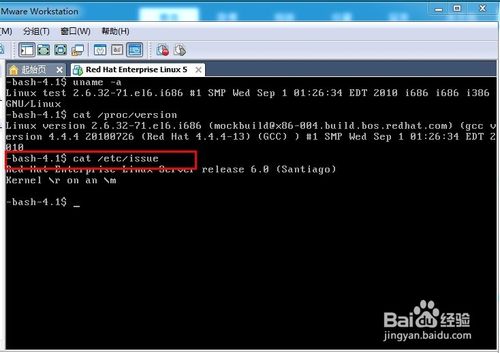 Mware Workstation
M) 分组(T) ▾ 窗口(W) ▾ 帮助(H) ▾
起始页 × Red Hat Enterprise Linux 5 ×
-bash-4.1$ uname -a
Linux test 2.6.32-71.el6.i686 #1 SMP Wed Sep 1 01:26:34 EDT 2010 i686 i686 i386
GNU/Linux
-bash-4.1$ cat /proc/version
Linux version 2.6.32-71.el6.i686 (mockbuild@x86-004.build.bos.redhat.com) (gcc v
ersion 4.4.4 20100726 (Red Hat 4.4.4-13) (GCC) ) #1 SMP Wed Sep 1 01:26:34 EDT 2
010
-bash-4.1$ cat /etc/issue
Red Hat Enterprise Linux Server release 6.0 (Santiago)
Kernel \r on an \m
-bash-4.1$ _
Bai du 经验
jingyan.baidu.com